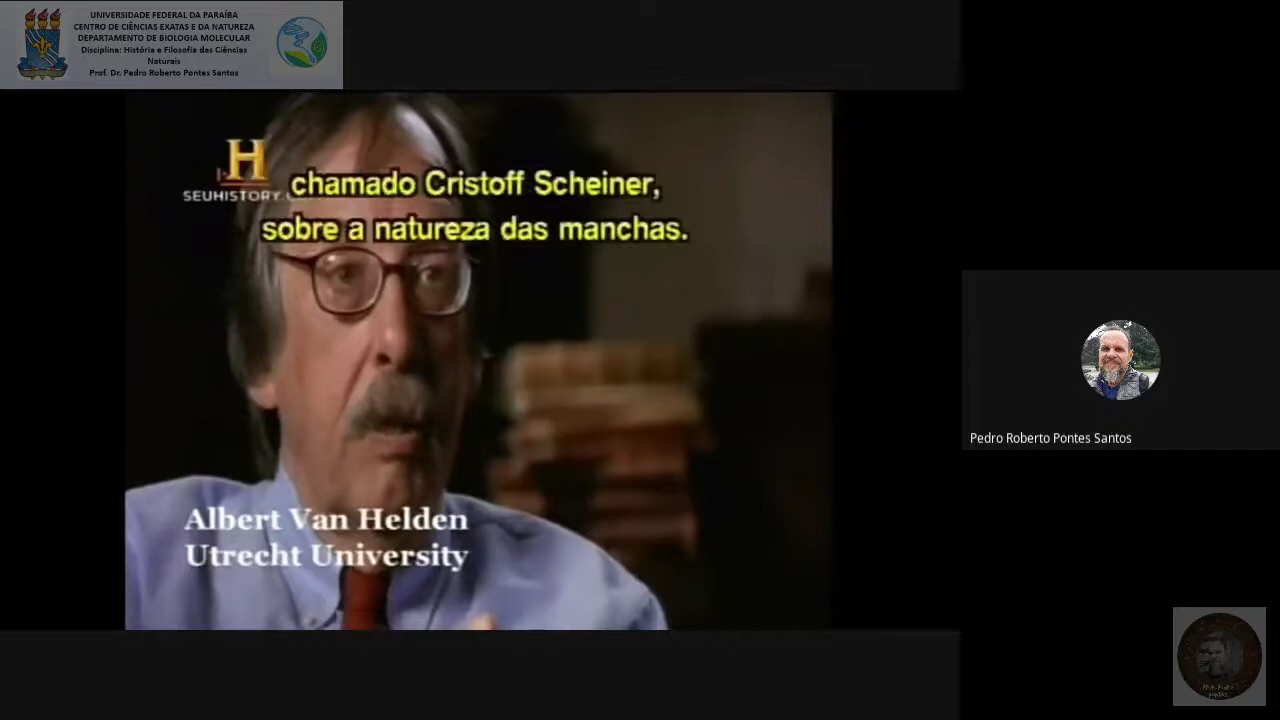 UNIVERSIDADE FEDERAL DA PARAÍBA
CENTRO DE CIÊNCIAS EXATAS E DA NATUREZA
DEPARTAMENTO DE BIOLOGIA MOLECULAR
Disciplina: História e Filosofia das Ciências
Naturais
Prof. Dr. Pedro Roberto Pontes Santos
H
SEUHISTORY.C
chamado Cristoff Scheiner,
sobre a natureza das manchas.
Albert Van Helden
Utrecht University
Pedro Roberto Pontes Santos